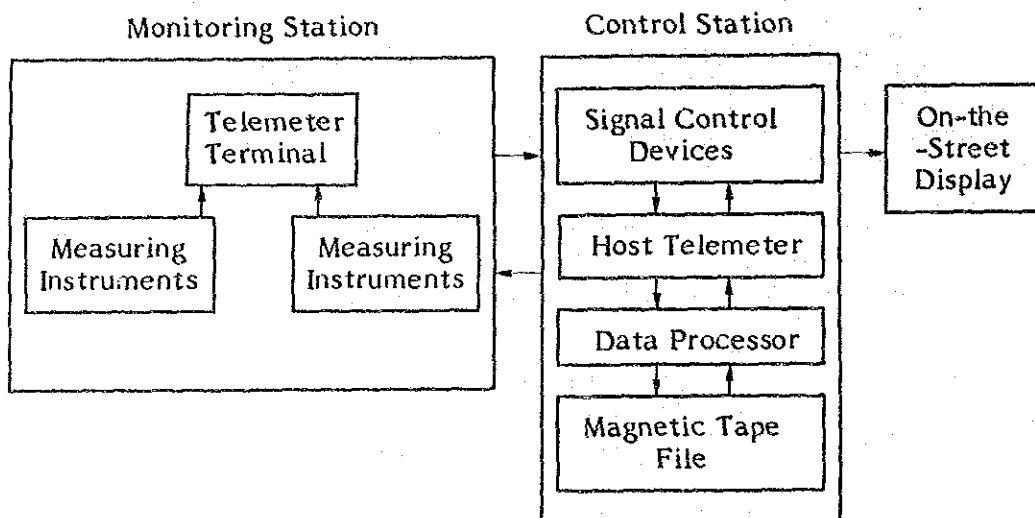 Monitoring Station
Telemeter
Terminal
Measuring
Instruments
Measuring
Instruments
Control Station
Signal Control
Devices
Host Telemeter
Data Processor
Magnetic Tape
File
On-the
-Street
Display